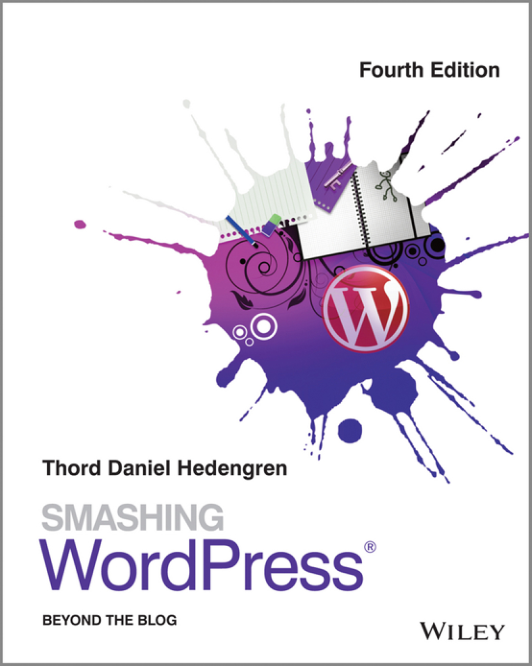 Fourth Edition
W
Thord Daniel Hedengren
SMASHING
WordPress®
BEYOND THE BLOG
WILEY